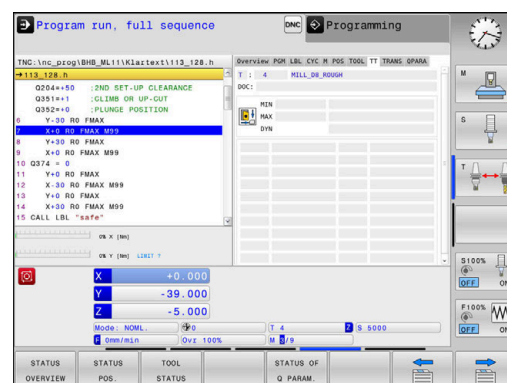 Program run, full sequence
DNC
Programming
TNC:\nc_prog\BHB_ML11\Klartext\113_128.h
→113_128.h
Q204=+50 ;2ND SET-UP CLEARANCE
Q351=+1 ;CLIMB OR UP-CUT
Q352=+0 ;PLUNGE POSITION
6 Y-30 R0 FMAX
7 X+0 R0 FMAX M99
8 Y+30 R0 FMAX
9 X+0 R0 FMAX M99
10 Q374 = 0
11 Y+0 R0 FMAX
12 X-30 R0 FMAX M99
13 Y+0 R0 FMAX
14 X+30 R0 FMAX M99
15 CALL LBL "safe"
Overview PGM LBL CYC M POS TOOL TT TRANS QPARA
T : 4 MILL_D8_ROUGH
DOC:
MIN
MAX
DYN
0% X [Nm]
0% Y [Nm] LIMIT ?
X +0.000
Y -39.000
Z -5.000
Mode: NOML. 0 T 4 Z S 5000
F 0mm/min Ovr 100% M 8/9
M
S
T
S100%
OFF ON
F100%
OFF ON
STATUS OVERVIEW
STATUS POS.
TOOL STATUS
STATUS OF Q PARAM.